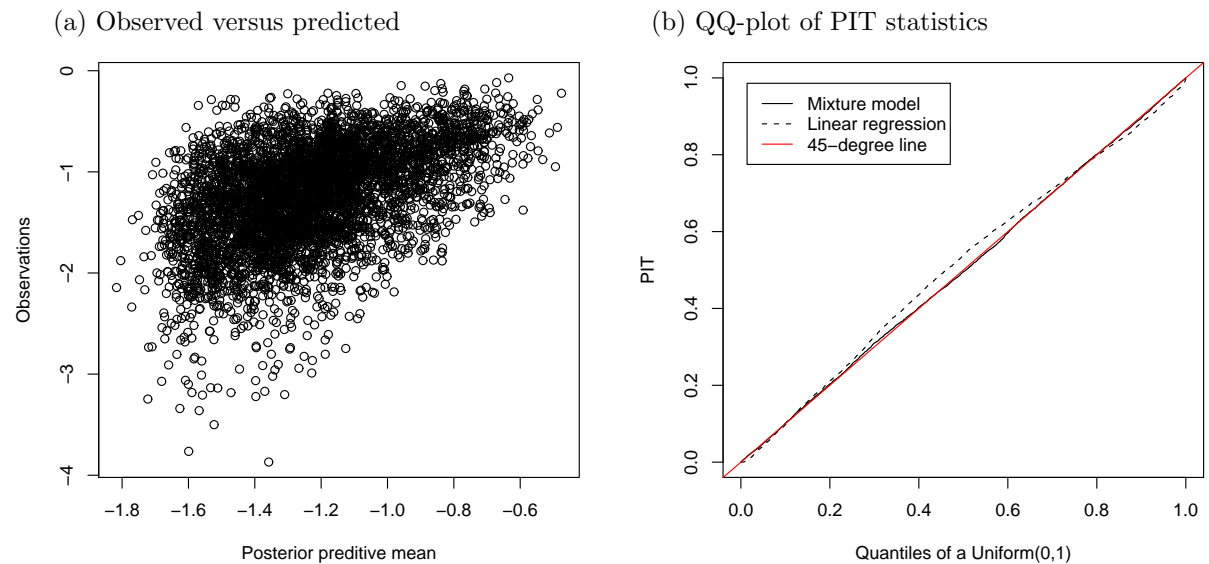 (a) Observed versus predicted
0
−1
−2
−3
−4
Observations
−1.8 −1.6 −1.4 −1.2 −1.0 −0.8 −0.6
Posterior preditive mean
(b) QQ-plot of PIT statistics
Mixture model
Linear regression
45−degree line
1.0
0.8
0.6
0.4
0.2
0.0
PIT
0.0 0.2 0.4 0.6 0.8 1.0
Quantiles of a Uniform(0,1)